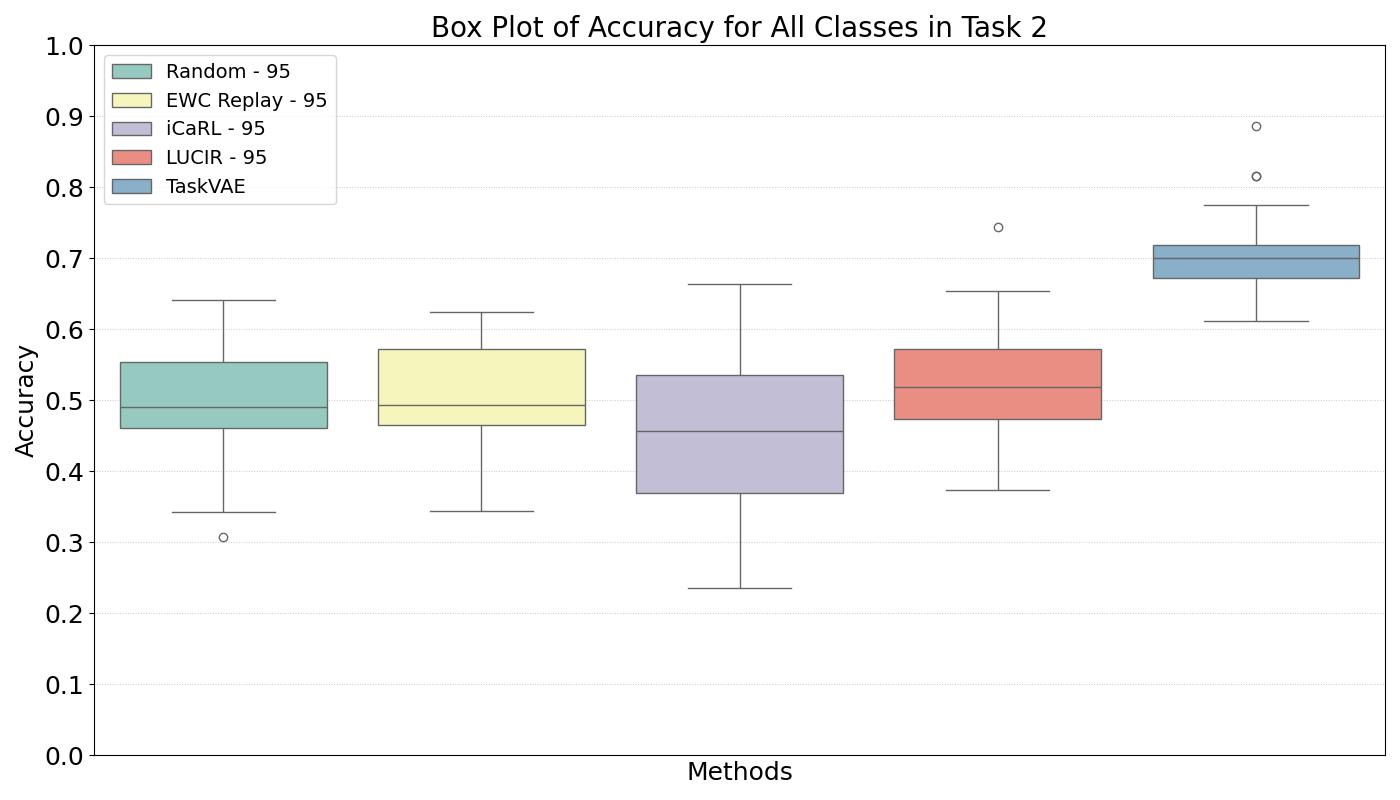 Box Plot of Accuracy for All Classes in Task 2
1.0
0.9
0.8
0.7
0.6
0.5
0.4
0.3
0.2
0.1
0.0
Accuracy
Random - 95
EWC Replay - 95
iCaRL - 95
LUCIR - 95
TaskVAE
Methods